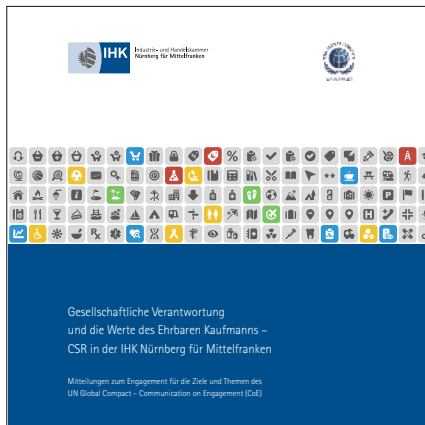 IHK
Industrie- und Handelskammer
Nürnberg für Mittelfranken
%
i
P
H
Rx
Gesellschaftliche Verantwortung
und die Werte des Ehrbaren Kaufmanns –
CSR in der IHK Nürnberg für Mittelfranken
Mitteilungen zum Engagement für die Ziele und Themen des
UN Global Compact – Communication on Engagement (CoE)